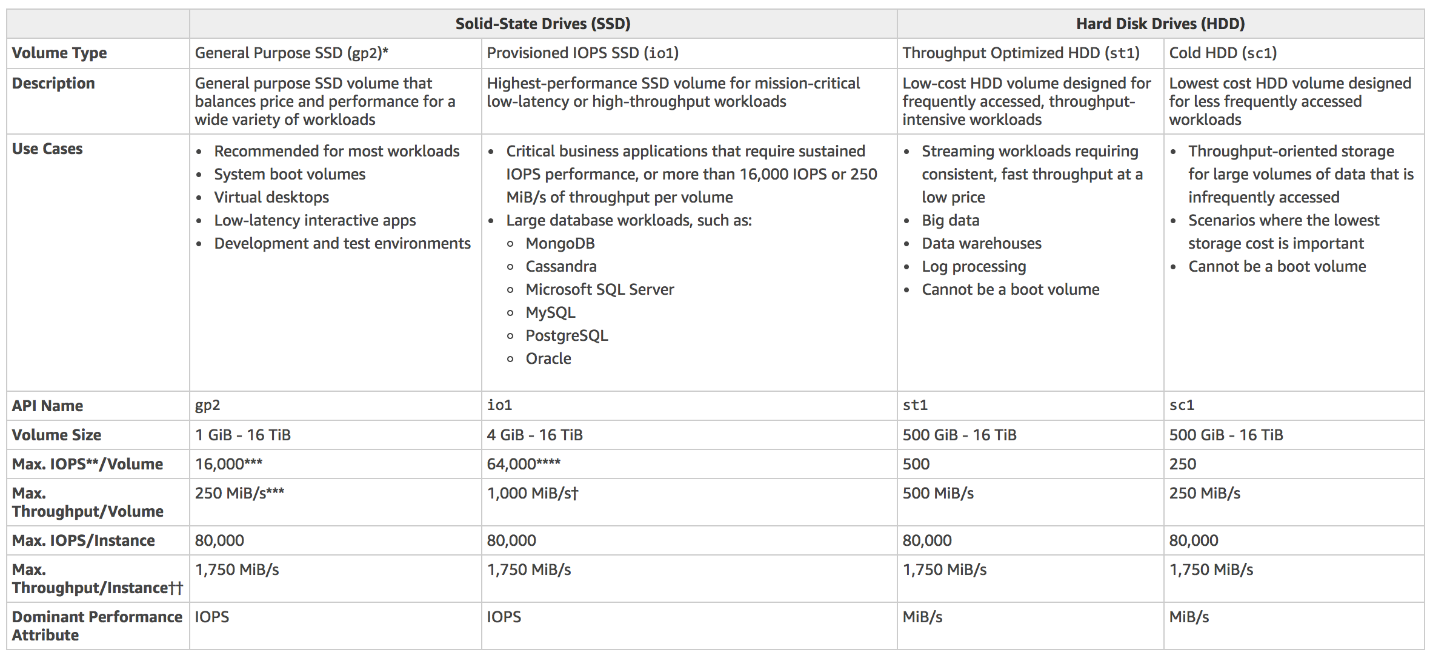 Solid-State Drives (SSD)
Hard Disk Drives (HDD)
Volume Type
General Purpose SSD (gp2)*
Provisioned IOPS SSD (io1)
Throughput Optimized HDD (st1)
Cold HDD (sc1)
Description
General purpose SSD volume that
balances price and performance for a
wide variety of workloads
Highest-performance SSD volume for mission-critical
low-latency or high-throughput workloads
Low-cost HDD volume designed for
frequently accessed, throughput-
intensive workloads
Lowest cost HDD volume designed
for less frequently accessed
workloads
Use Cases
• Recommended for most workloads
• System boot volumes
• Virtual desktops
• Low-latency interactive apps
• Development and test environments
• Critical business applications that require sustained
IOPS performance, or more than 16,000 IOPS or 250
MiB/s of throughput per volume
• Large database workloads, such as:
◦ MongoDB
◦ Cassandra
◦ Microsoft SQL Server
◦ MySQL
◦ PostgreSQL
◦ Oracle
• Streaming workloads requiring
consistent, fast throughput at a
low price
• Big data
• Data warehouses
• Log processing
• Cannot be a boot volume
• Throughput-oriented storage
for large volumes of data that is
infrequently accessed
• Scenarios where the lowest
storage cost is important
• Cannot be a boot volume
API Name
gp2
io1
st1
sc1
Volume Size
1 GiB - 16 TiB
4 GiB - 16 TiB
500 GiB - 16 TiB
500 GiB - 16 TiB
Max. IOPS**/Volume
16,000***
64,000****
500
250
Max.
Throughput/Volume
250 MiB/s***
1,000 MiB/s†
500 MiB/s
250 MiB/s
Max. IOPS/Instance
80,000
80,000
80,000
80,000
Max.
Throughput/Instance††
1,750 MiB/s
1,750 MiB/s
1,750 MiB/s
1,750 MiB/s
Dominant Performance
Attribute
IOPS
IOPS
MiB/s
MiB/s